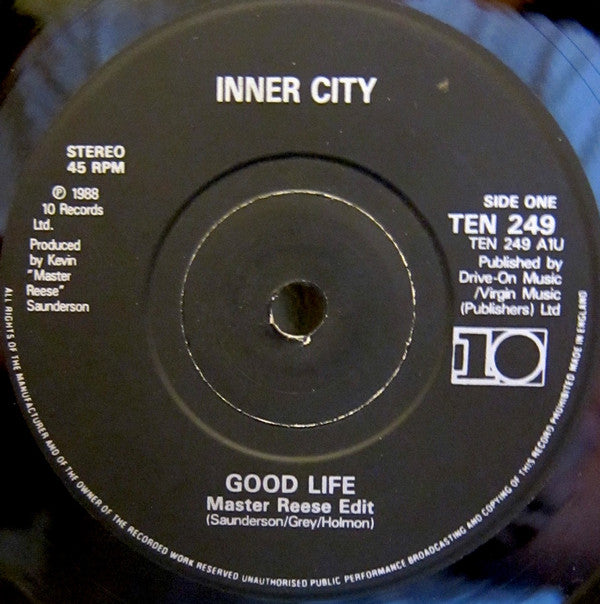 INNER CITY
STEREO
45 RPM
℗ 1988
10 Records
Ltd.
Produced
by Kevin
"Master
Reese"
Saunderson
SIDE ONE
TEN 249
TEN 249 A1U
Published by
Drive-On Music
/Virgin Music
(Publishers) Ltd
10
GOOD LIFE
Master Reese Edit
(Saunderson/Grey/Holmon)
ALL RIGHTS OF THE MANUFACTURER AND OF THE OWNER OF THE RECORDED WORK RESERVED UNAUTHORISED PUBLIC PERFORMANCE BROADCASTING AND COPYING OF THIS RECORD PROHIBITED MADE IN ENGLAND